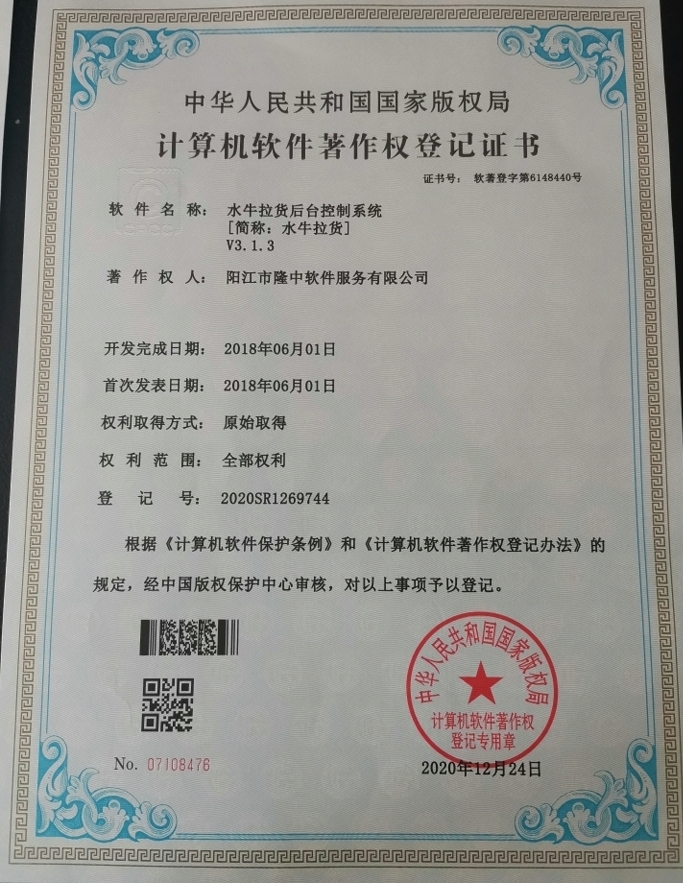 中华人民共和国国家版权局
计算机软件著作权登记证书
证书号： 软著登字第6148440号
软件名称： 水牛拉货后台控制系统
[简称：水牛拉货]
V3.1.3
著作权人： 阳江市隆中软件服务有限公司
开发完成日期： 2018年06月01日
首次发表日期： 2018年06月01日
权利取得方式： 原始取得
权利范围： 全部权利
登记号： 2020SR1269744
根据《计算机软件保护条例》和《计算机软件著作权登记办法》的
规定，经中国版权保护中心审核，对以上事项予以登记。
中华人民共和国国家版权局
计算机软件著作权
登记专用章
No. 07108476
2020年12月24日